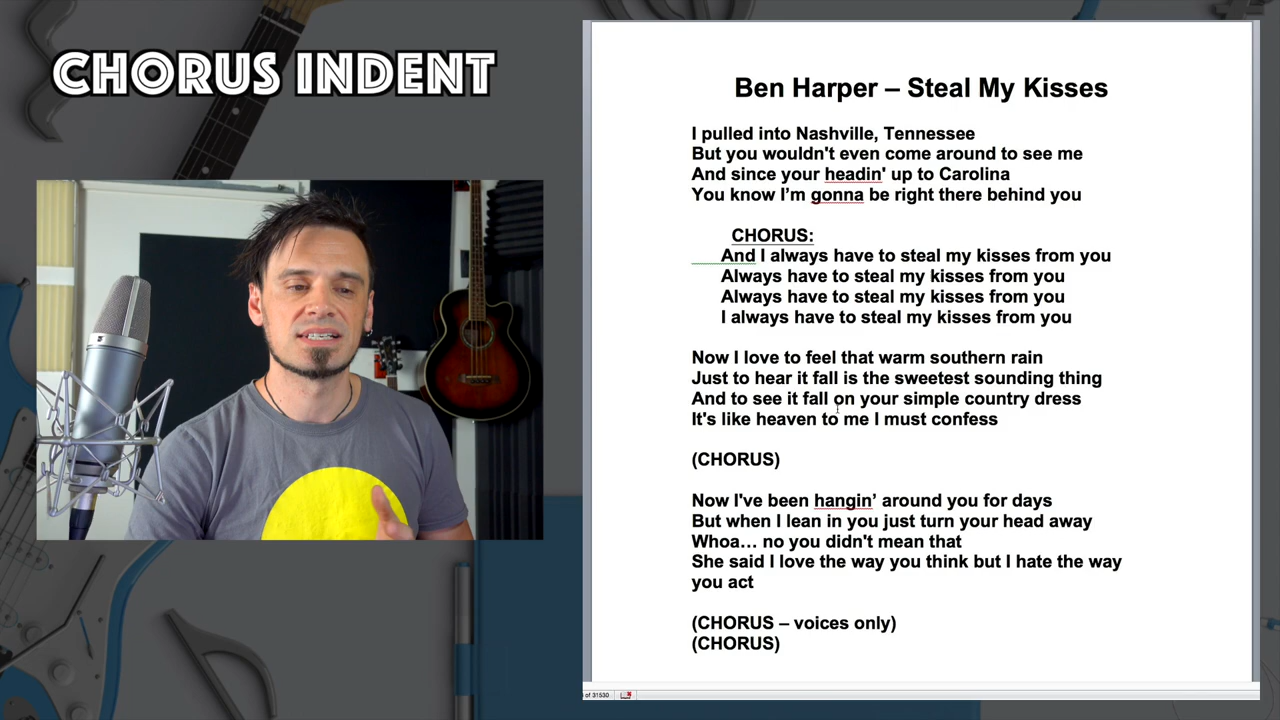 CHORUS INDENT
Ben Harper – Steal My Kisses
I pulled into Nashville, Tennessee
But you wouldn't even come around to see me
And since your headin' up to Carolina
You know I’m gonna be right there behind you
CHORUS:
And I always have to steal my kisses from you
Always have to steal my kisses from you
Always have to steal my kisses from you
I always have to steal my kisses from you
Now I love to feel that warm southern rain
Just to hear it fall is the sweetest sounding thing
And to see it fall on your simple country dress
It's like heaven to me I must confess
(CHORUS)
Now I've been hangin’ around you for days
But when I lean in you just turn your head away
Whoa… no you didn't mean that
She said I love the way you think but I hate the way
you act
(CHORUS – voices only)
(CHORUS)
of 31530